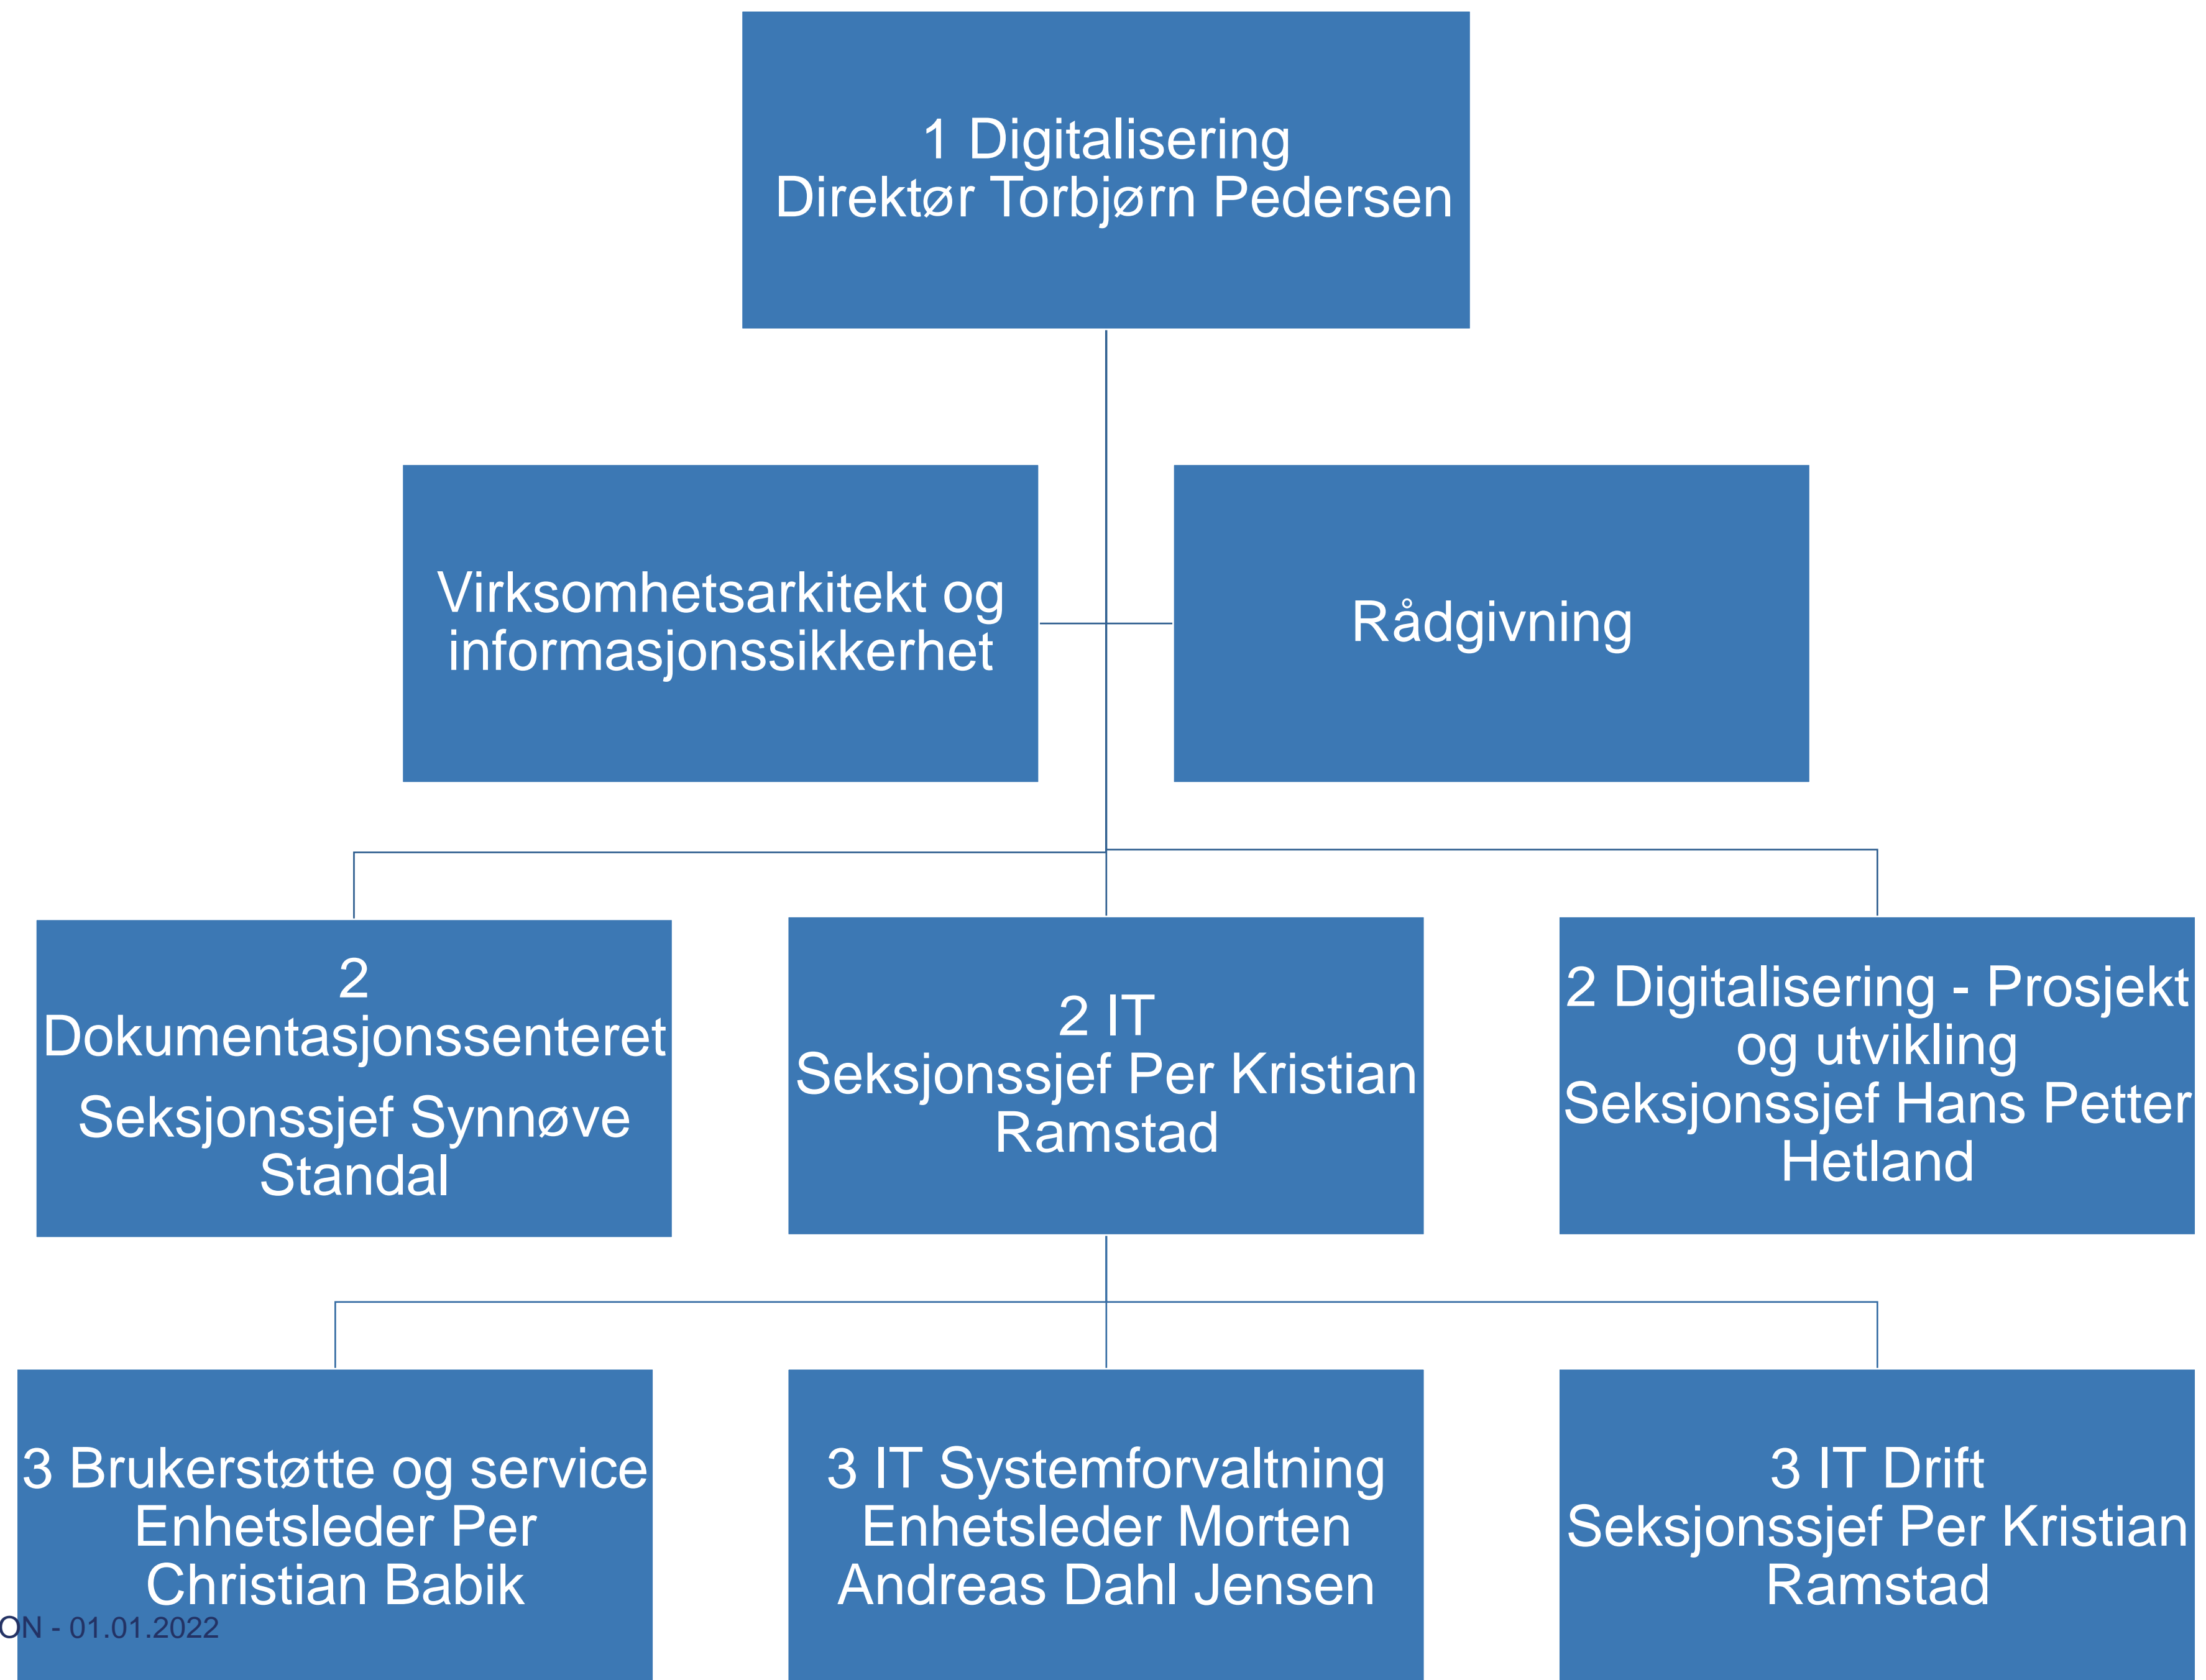 1 Digitalisering
Direktør Torbjørn Pedersen
Virksomhetsarkitekt og
informasjonssikkerhet
Rådgivning
2
Dokumentasjonssenteret
Seksjonssjef Synnøve
Standal
2 IT
Seksjonssjef Per Kristian
Ramstad
2 Digitalisering - Prosjekt
og utvikling
Seksjonssjef Hans Petter
Hetland
3 Brukerstøtte og service
Enhetsleder Per
Christian Babik
3 IT Systemforvaltning
Enhetsleder Morten
Andreas Dahl Jensen
3 IT Drift
Seksjonssjef Per Kristian
Ramstad
ON - 01.01.2022